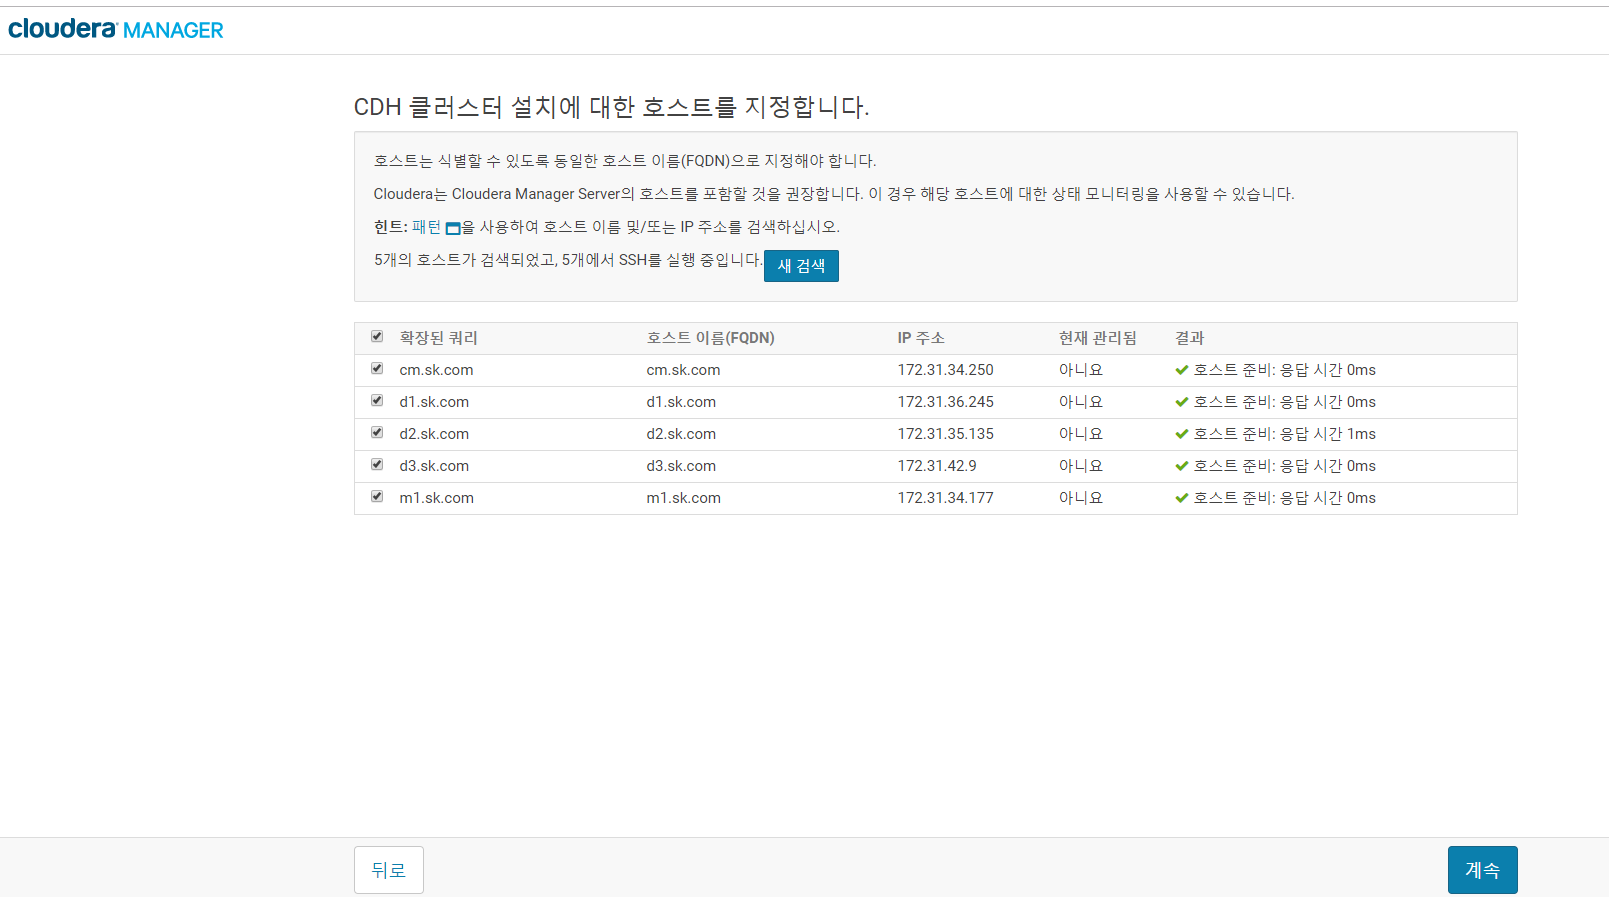 cloudera MANAGER
CDH 클러스터 설치에 대한 호스트를 지정합니다.
호스트는 식별할 수 있도록 동일한 호스트 이름(FQDN)으로 지정해야 합니다.
Cloudera는 Cloudera Manager Server의 호스트를 포함할 것을 권장합니다. 이 경우 해당 호스트에 대한 상태 모니터링을 사용할 수 있습니다.
힌트: 패턴 을 사용하여 호스트 이름 및/또는 IP 주소를 검색하십시오.
5개의 호스트가 검색되었고, 5개에서 SSH를 실행 중입니다. 새 검색
확장된 쿼리 호스트 이름(FQDN) IP 주소 현재 관리됨 결과
cm.sk.com cm.sk.com 172.31.34.250 아니요 호스트 준비: 응답 시간 0ms
d1.sk.com d1.sk.com 172.31.36.245 아니요 호스트 준비: 응답 시간 0ms
d2.sk.com d2.sk.com 172.31.35.135 아니요 호스트 준비: 응답 시간 1ms
d3.sk.com d3.sk.com 172.31.42.9 아니요 호스트 준비: 응답 시간 0ms
m1.sk.com m1.sk.com 172.31.34.177 아니요 호스트 준비: 응답 시간 0ms
뒤로 계속